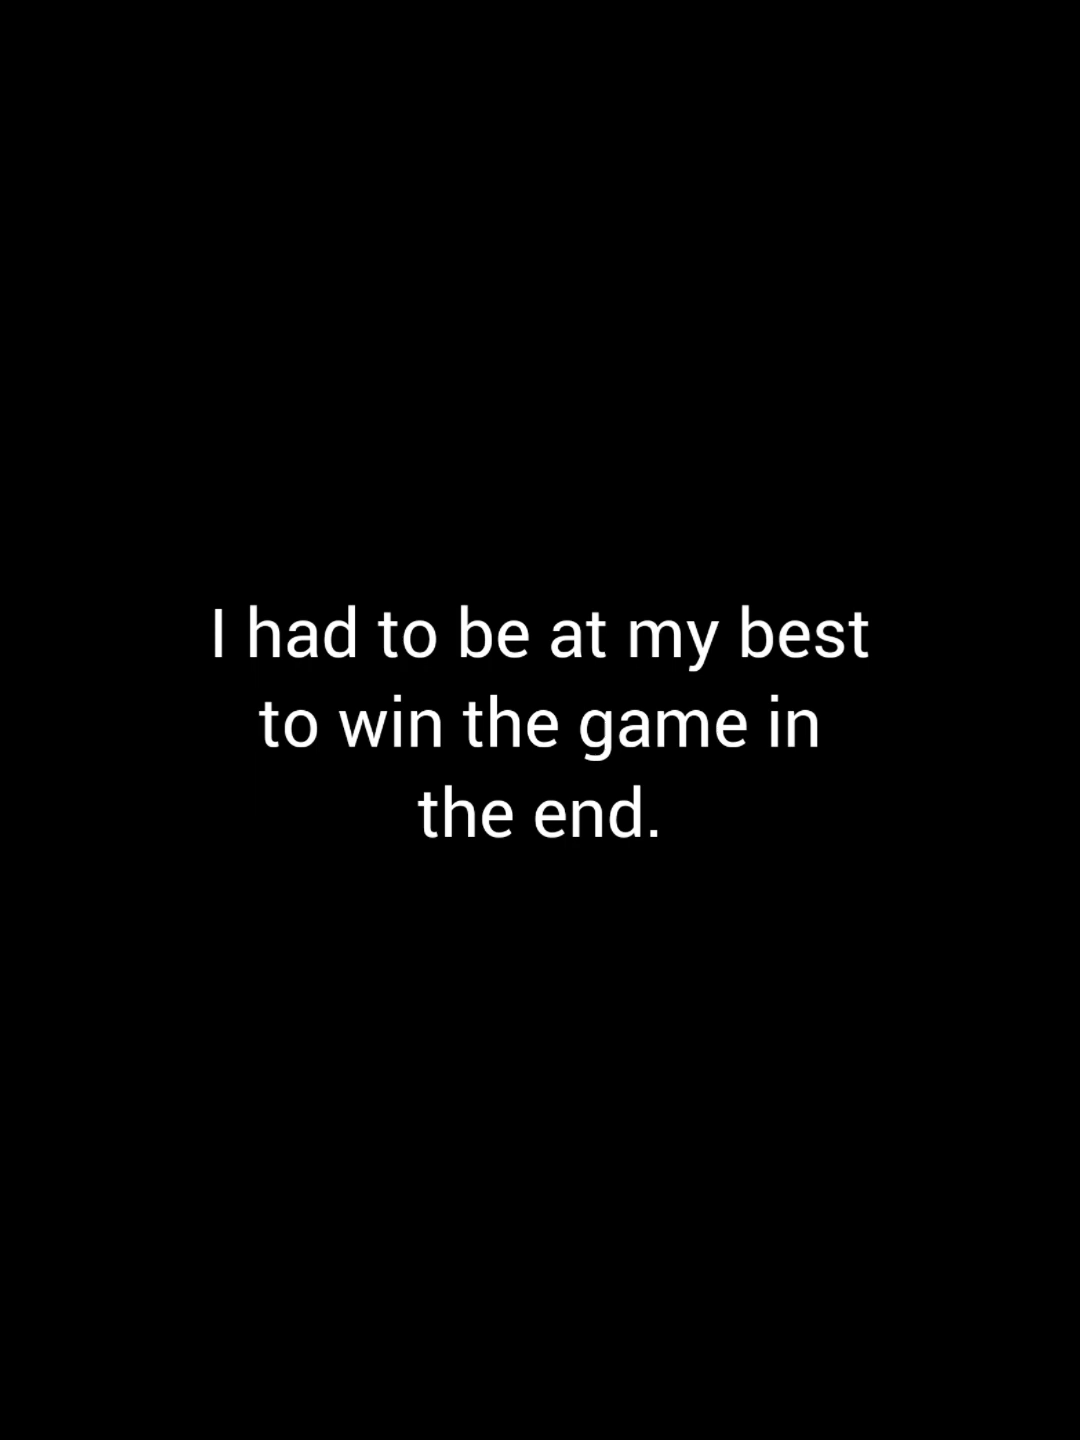 I had to be at my best
to win the game in
the end.